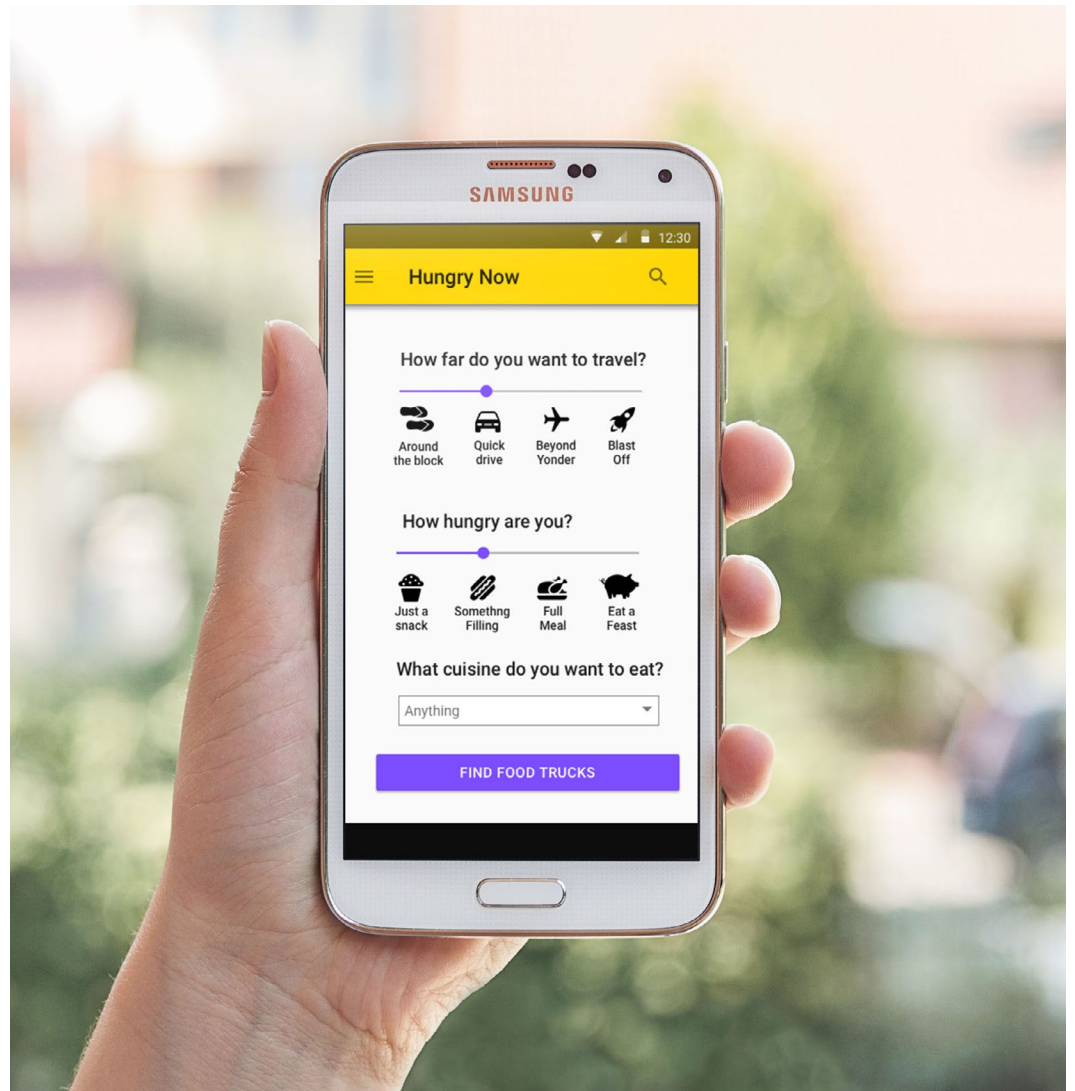 SAMSUNG
12:30
Hungry Now
How far do you want to travel?
Around the block
Quick drive
Beyond Yonder
Blast Off
How hungry are you?
Just a snack
Somethng Filling
Full Meal
Eat a Feast
What cuisine do you want to eat?
Anything
FIND FOOD TRUCKS